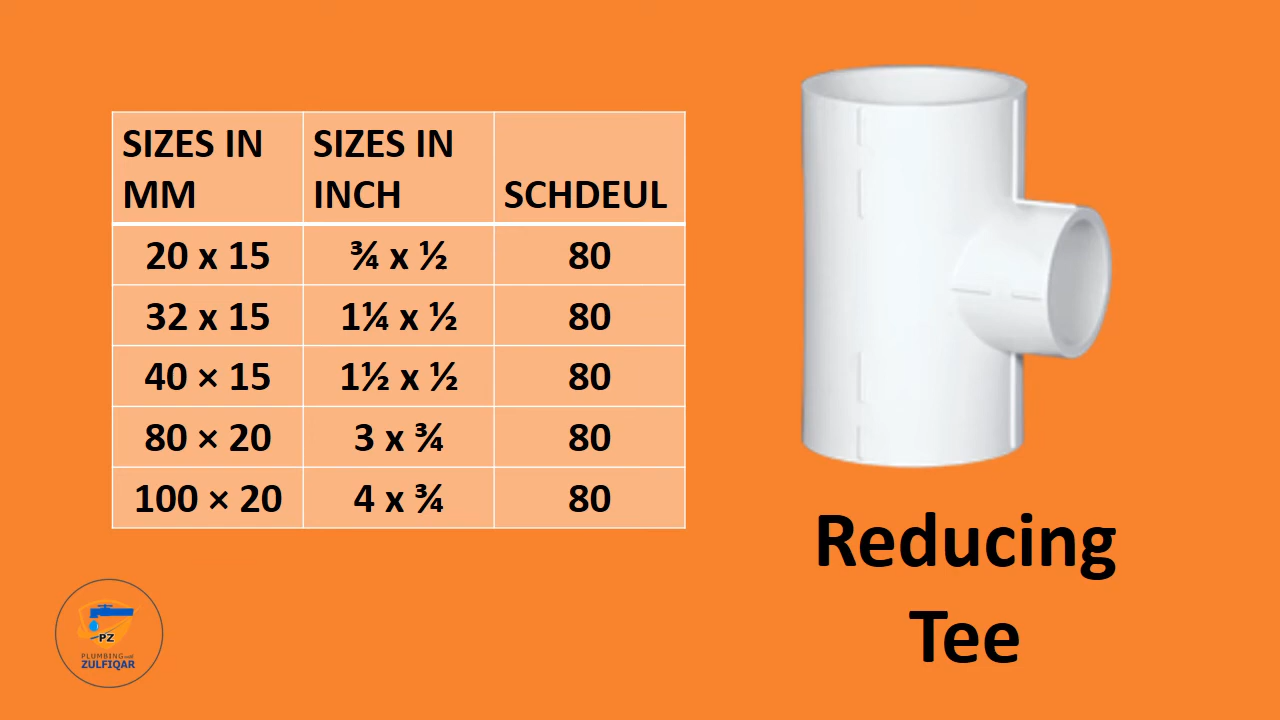 SIZES IN MM SIZES IN INCH SCHDEUL
20 x 15 ¾ x ½ 80
32 x 15 1¼ x ½ 80
40 × 15 1½ x ½ 80
80 × 20 3 x ¾ 80
100 × 20 4 x ¾ 80
Reducing
Tee
PZ
PLUMBING with
ZULFIQAR